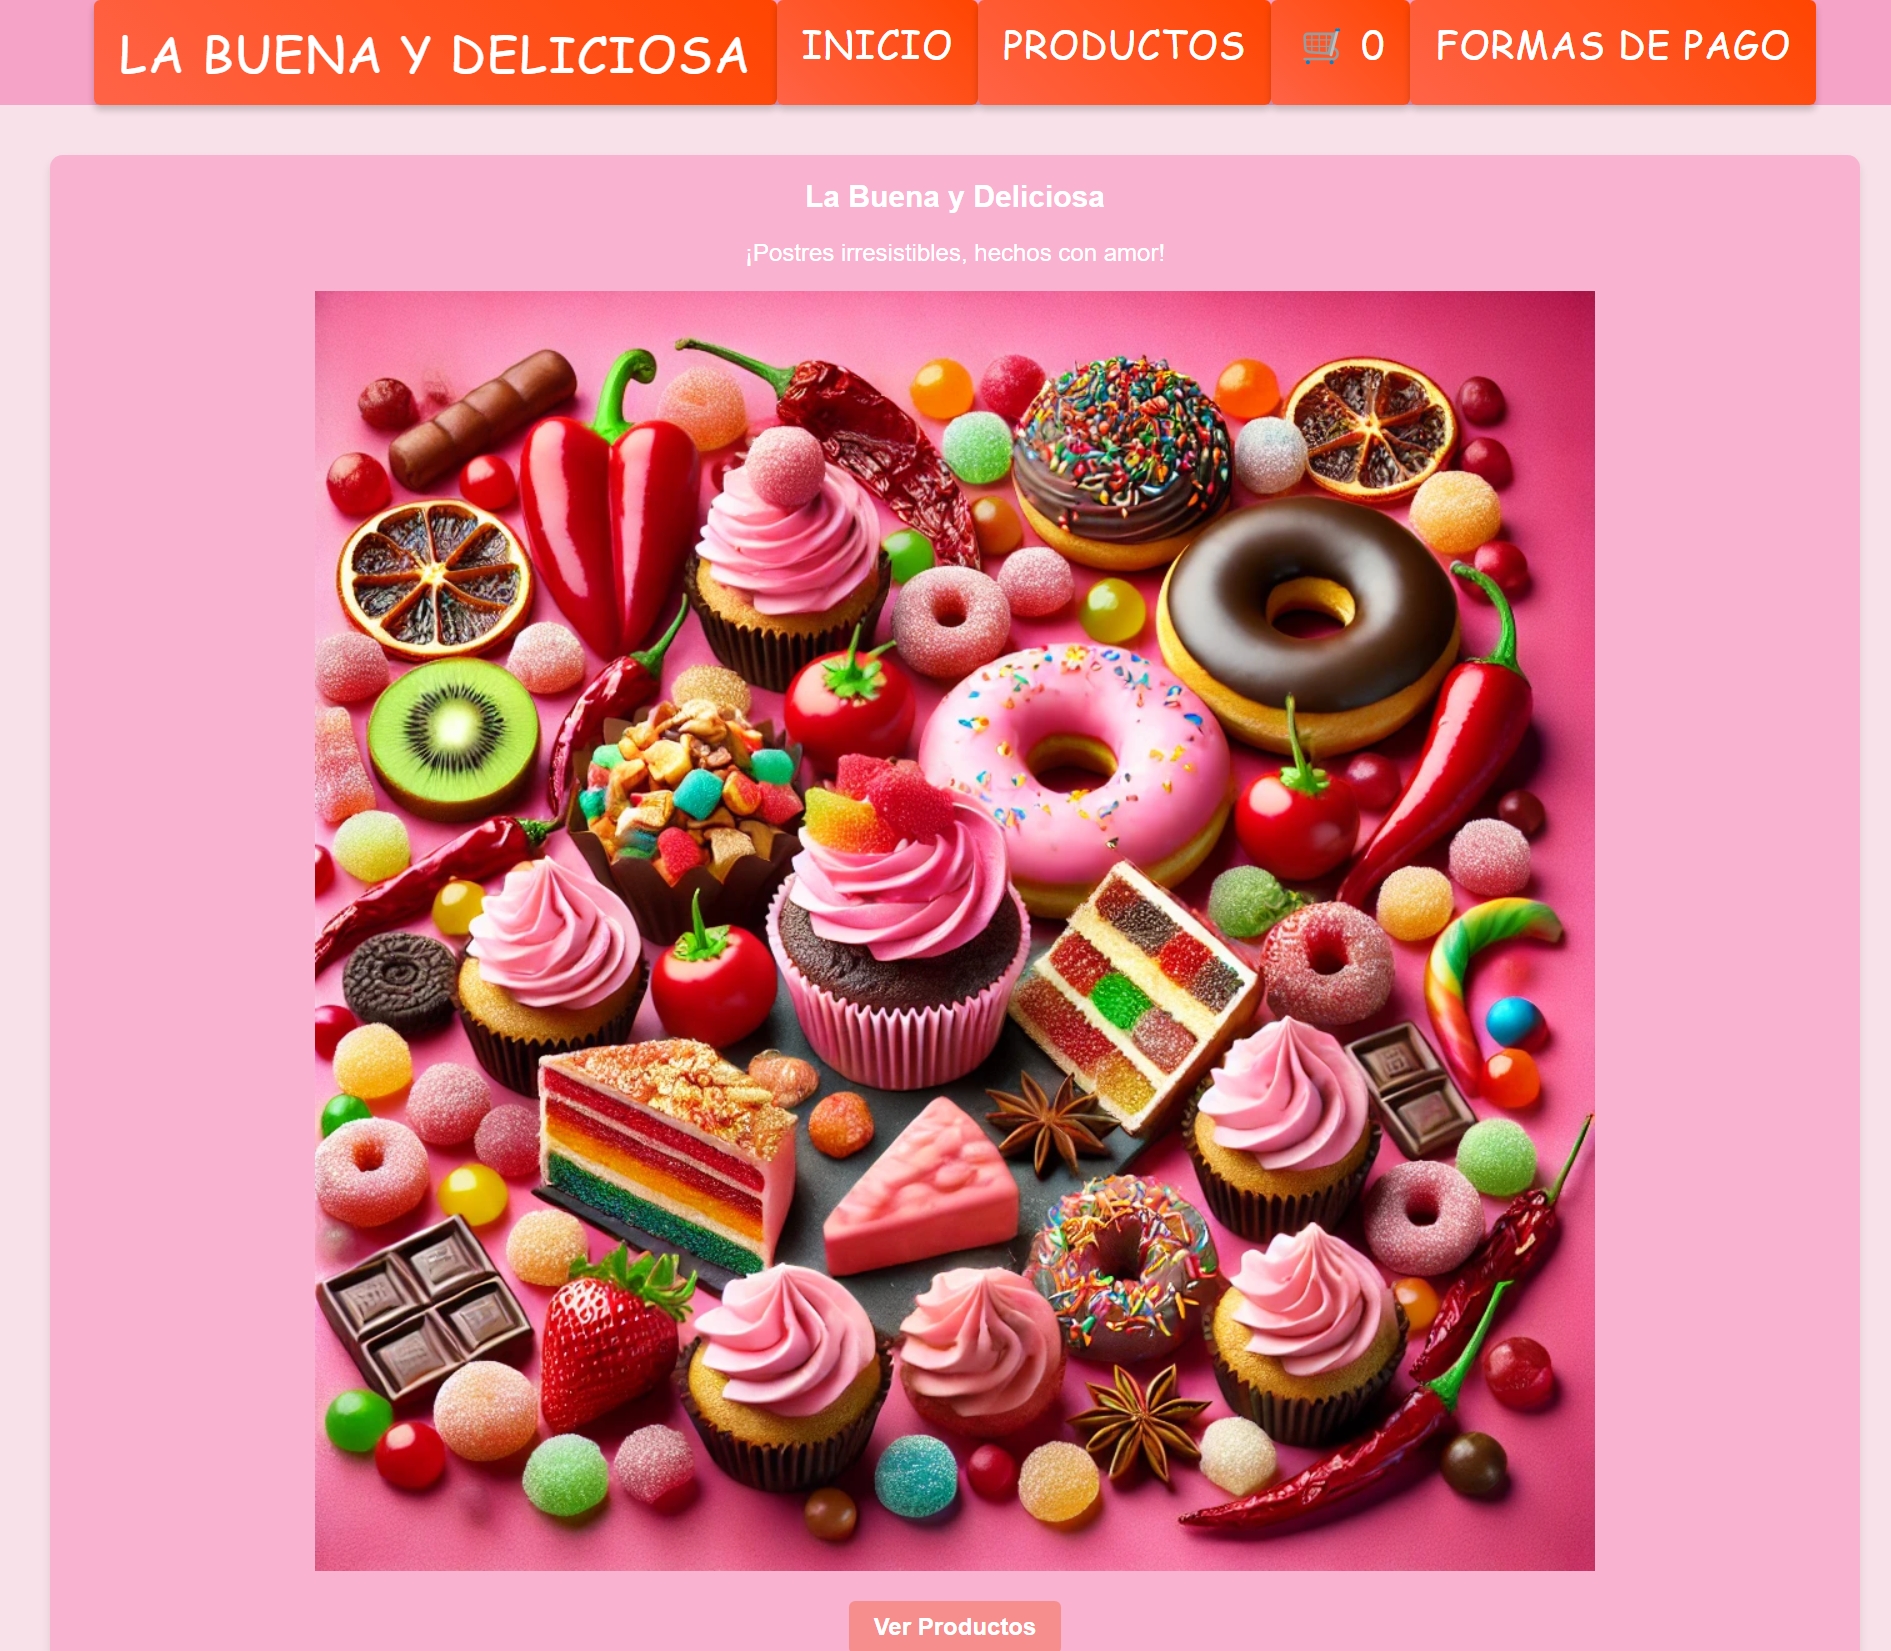 LA BUENA Y DELICIOSA INICIO PRODUCTOS 🛒 0 FORMAS DE PAGO
La Buena y Deliciosa
¡Postres irresistibles, hechos con amor!
Ver Productos